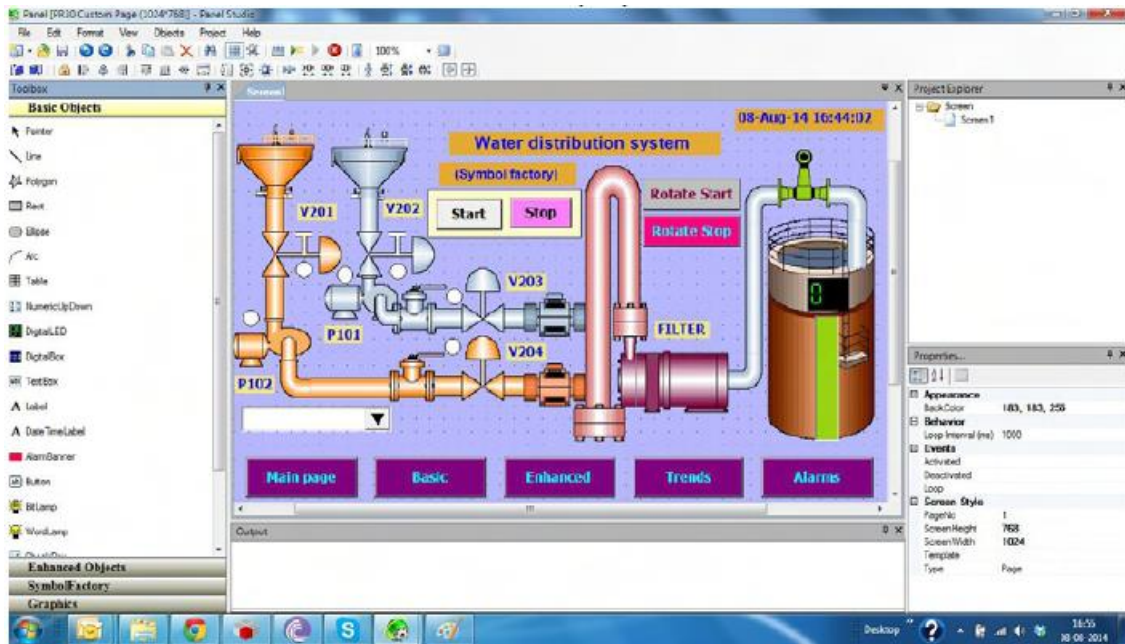 Panel [PR30 Custom Page (1024*768)] - Panel Studio
File Edit Format View Objects Project Help
100%
Toolbox
Basic Objects
Pointer
Line
Polygon
Rect
Ellipse
Arc
Table
NumericUpDown
DigitalLED
DigitalBox
TextBox
Label
DateTimeLabel
AlarmBanner
Button
BitLamp
WordLamp
Enhanced Objects
SymbolFactory
Graphics
Screen1
08-Aug-14 16:44:02
Water distribution system
(Symbol factory)
Start
Stop
Rotate Start
Rotate Stop
V201
V202
V203
V204
P101
P102
FILTER
0
Main page
Basic
Enhanced
Trends
Alarms
Output
Project Explorer
Screen
Screen1
Properties...
Appearance
BackColor 183, 183, 255
Behavior
Loop Interval (ms) 1000
Events
Activated
Deactivated
Loop
Screen Style
PageNo 1
ScreenHeight 768
ScreenWidth 1024
Template
Type Page
Desktop
16:55
08-08-2014